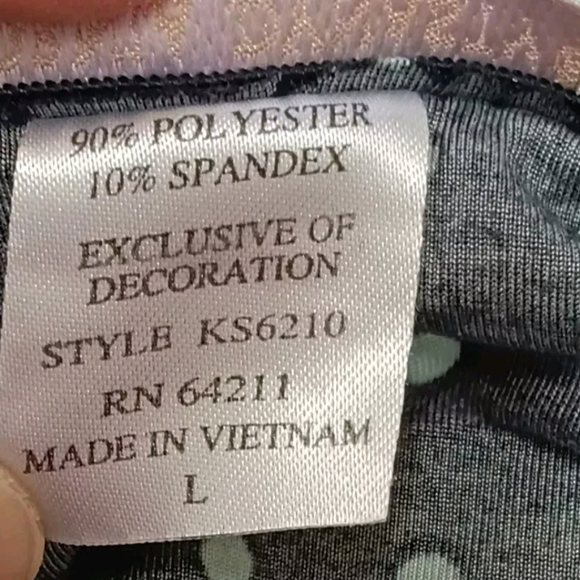 90% POLYESTER
10% SPANDEX
EXCLUSIVE OF
DECORATION
STYLE KS6210
RN 64211
MADE IN VIETNAM
L